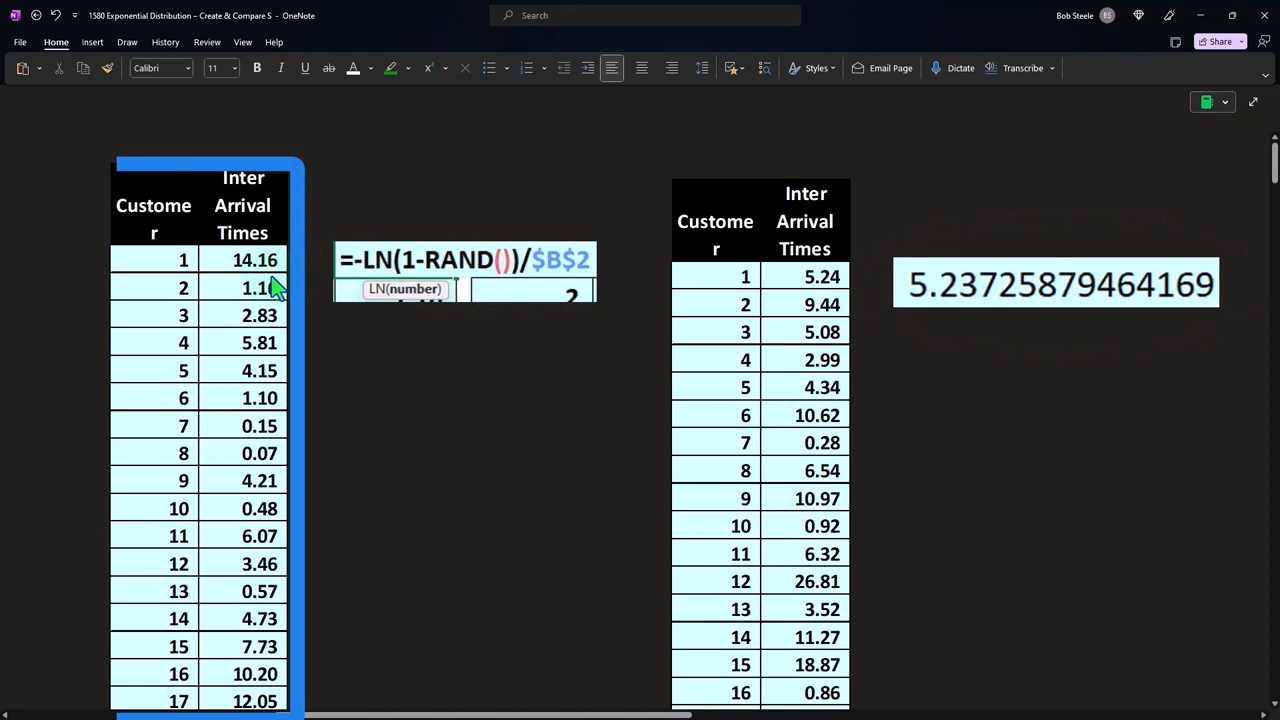 1580 Exponential Distribution – Create & Compare S - OneNote
Search
Bob Steele
BS
File Home Insert Draw History Review View Help
Share
Calibri 11 B I U ab A Styles Email Page Dictate Transcribe
Inter
Custome Arrival
r Times
1 14.16
2
3 2.83
4 5.81
5 4.15
6 1.10
7 0.15
8 0.07
9 4.21
10 0.48
11 6.07
12 3.46
13 0.57
14 4.73
15 7.73
16 10.20
17 12.05
=-LN(1-RAND())/$B$2
LN(number)
2
Inter
Custome Arrival
r Times
1 5.24
2 9.44
3 5.08
4 2.99
5 4.34
6 10.62
7 0.28
8 6.54
9 10.97
10 0.92
11 6.32
12 26.81
13 3.52
14 11.27
15 18.87
16 0.86
5.23725879464169